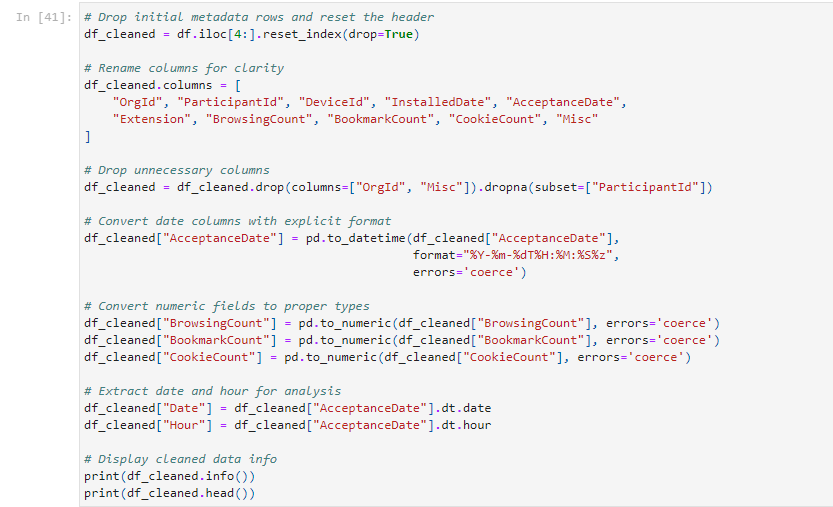 In [41]: # Drop initial metadata rows and reset the header
df_cleaned = df.iloc[4:].reset_index(drop=True)

# Rename columns for clarity
df_cleaned.columns = [
    "OrgId", "ParticipantId", "DeviceId", "InstalledDate", "AcceptanceDate",
    "Extension", "BrowsingCount", "BookmarkCount", "CookieCount", "Misc"
]

# Drop unnecessary columns
df_cleaned = df_cleaned.drop(columns=["OrgId", "Misc"]).dropna(subset=["ParticipantId"])

# Convert date columns with explicit format
df_cleaned["AcceptanceDate"] = pd.to_datetime(df_cleaned["AcceptanceDate"],
                                              format="%Y-%m-%dT%H:%M:%S%z",
                                              errors='coerce')

# Convert numeric fields to proper types
df_cleaned["BrowsingCount"] = pd.to_numeric(df_cleaned["BrowsingCount"], errors='coerce')
df_cleaned["BookmarkCount"] = pd.to_numeric(df_cleaned["BookmarkCount"], errors='coerce')
df_cleaned["CookieCount"] = pd.to_numeric(df_cleaned["CookieCount"], errors='coerce')

# Extract date and hour for analysis
df_cleaned["Date"] = df_cleaned["AcceptanceDate"].dt.date
df_cleaned["Hour"] = df_cleaned["AcceptanceDate"].dt.hour

# Display cleaned data info
print(df_cleaned.info())
print(df_cleaned.head())